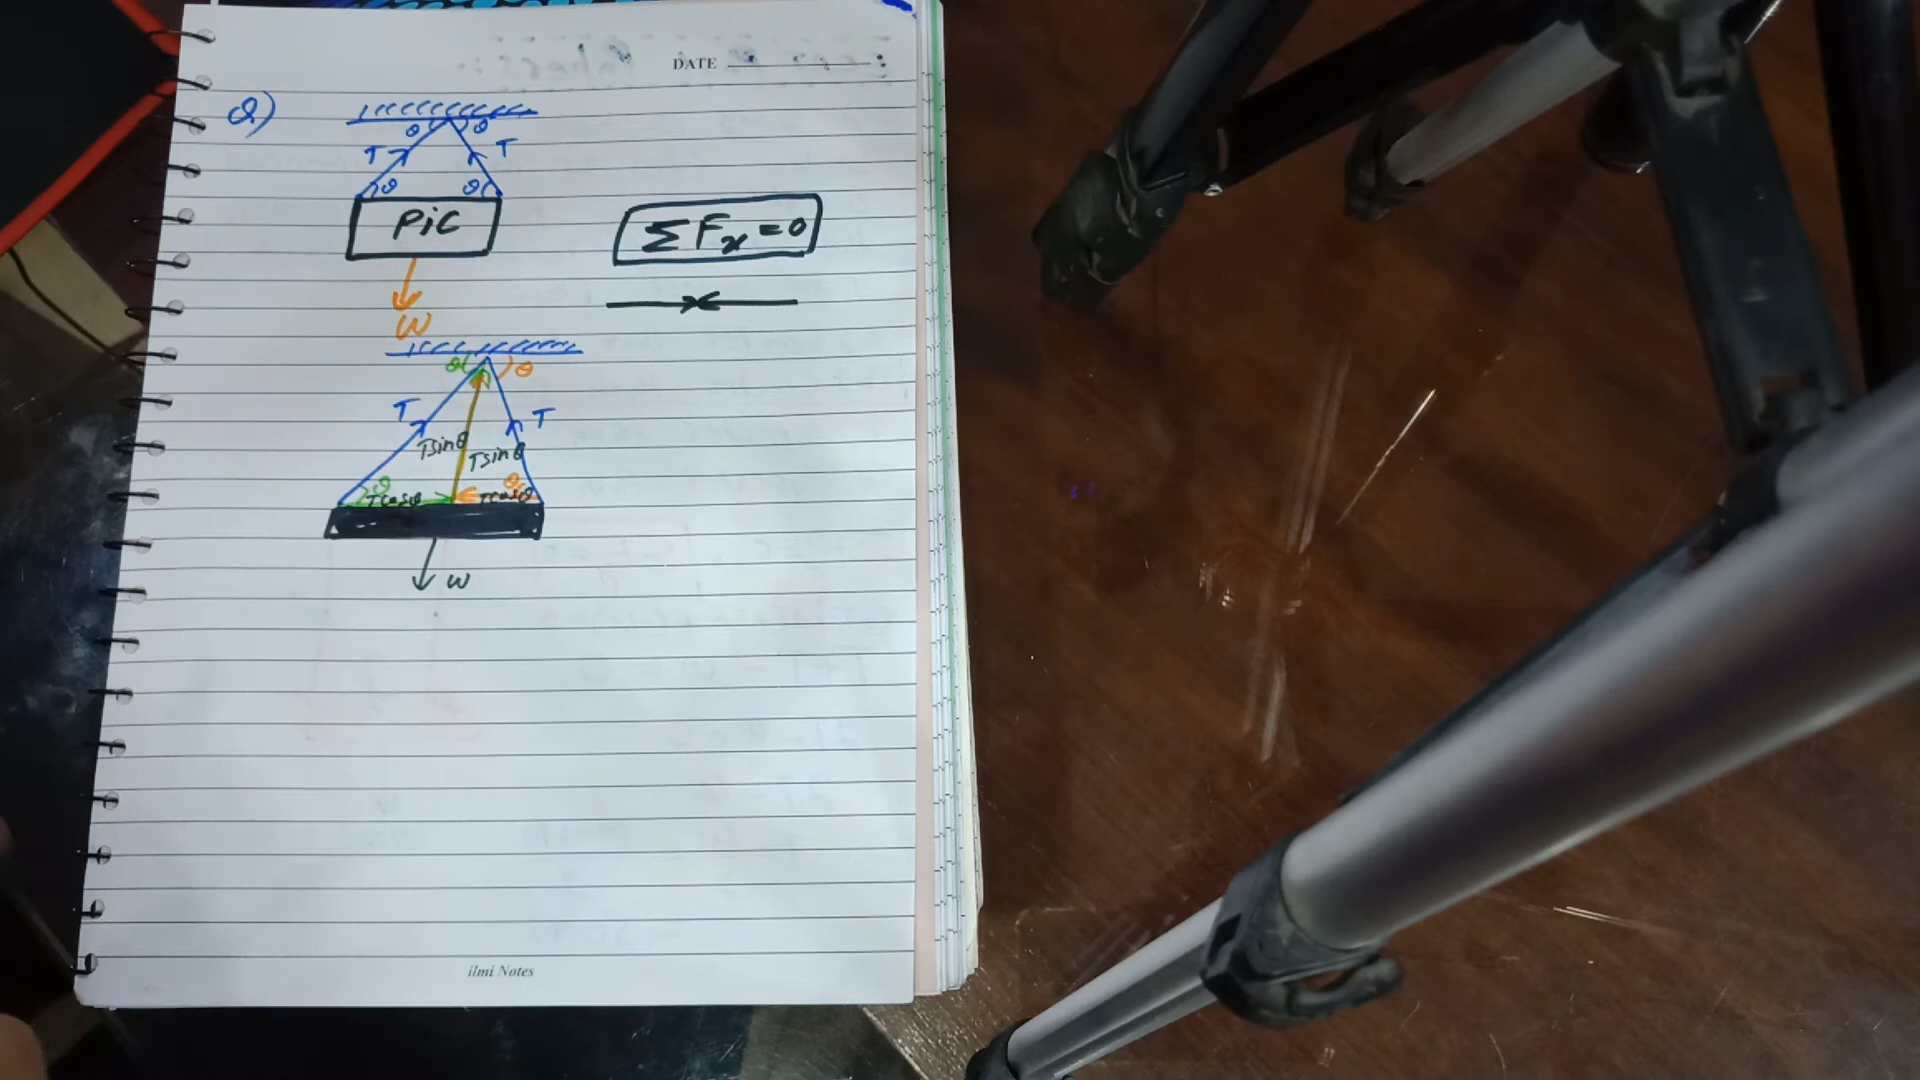 DATE
Q)
θ θ
T T
θ θ
PiC
ΣFx=0
W
θ θ
T T
Tsinθ Tsinθ
θ θ
Tcosθ Tcosθ
W
ilmi Notes